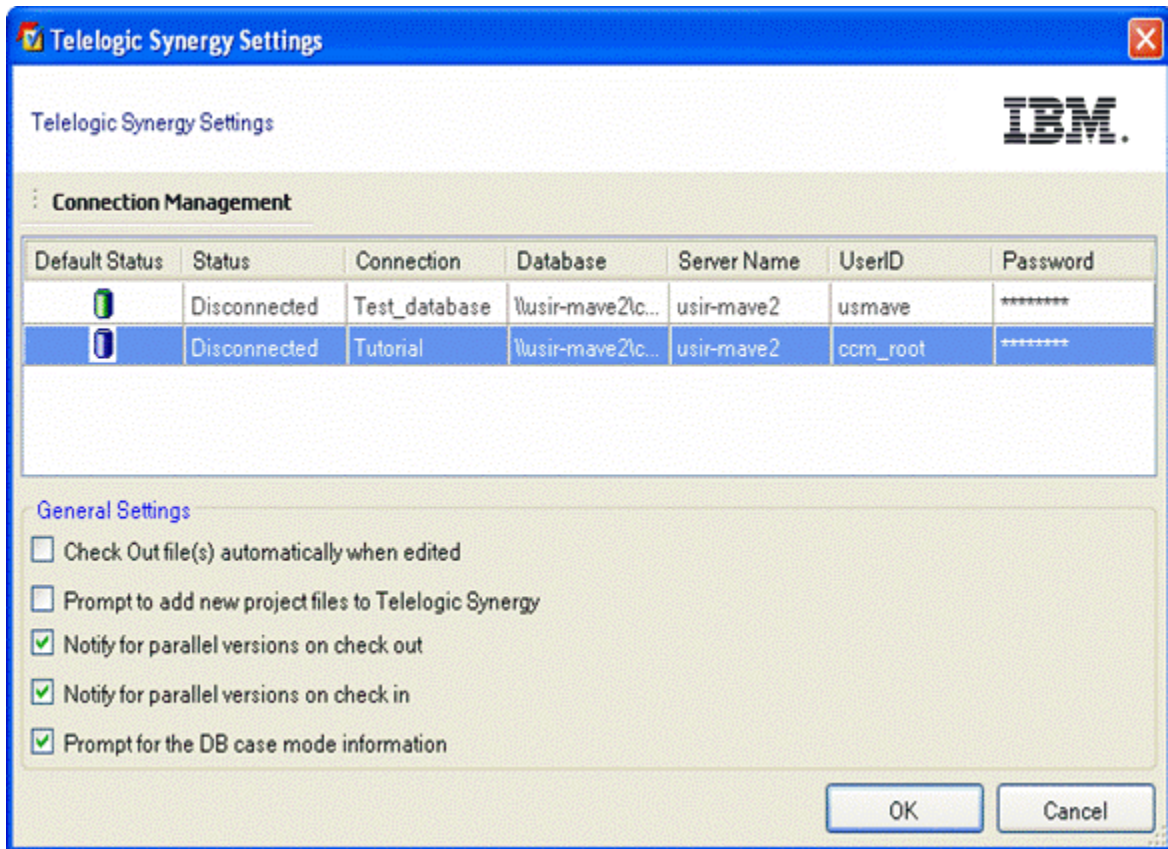 Telelogic Synergy Settings
Telelogic Synergy Settings
IBM.
Connection Management
Default Status Status Connection Database Server Name UserID Password
Disconnected Test_database \\usir-mave2\c... usir-mave2 usmave ********
Disconnected Tutorial \\usir-mave2\c... usir-mave2 ccm_root ********
General Settings
Check Out file(s) automatically when edited
Prompt to add new project files to Telelogic Synergy
Notify for parallel versions on check out
Notify for parallel versions on check in
Prompt for the DB case mode information
OK Cancel